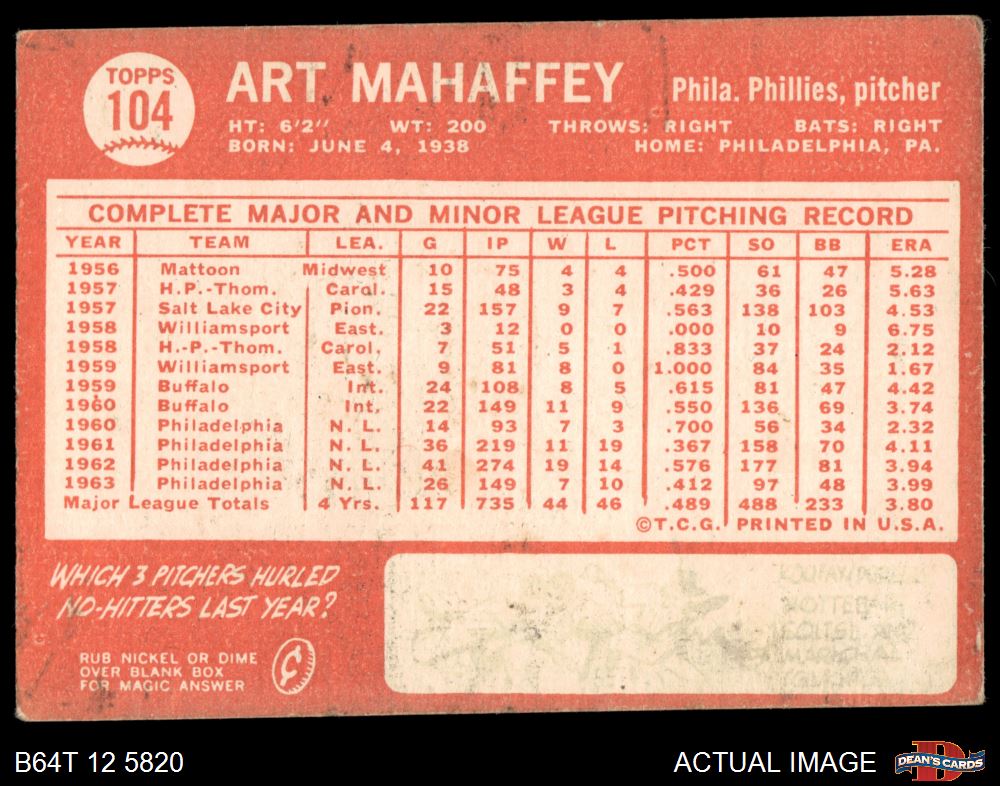 TOPPS
104
ART MAHAFFEY Phila. Phillies, pitcher
HT: 6'2" WT: 200 THROWS: RIGHT BATS: RIGHT
BORN: JUNE 4, 1938 HOME: PHILADELPHIA, PA.
COMPLETE MAJOR AND MINOR LEAGUE PITCHING RECORD
YEAR TEAM LEA. G IP W L PCT SO BB ERA
1956 Mattoon Midwest 10 75 4 4 .500 61 47 5.28
1957 H.P.-Thom. Carol. 15 48 3 4 .429 36 26 5.63
1957 Salt Lake City Pion. 22 157 9 7 .563 138 103 4.53
1958 Williamsport East. 3 12 0 0 .000 10 9 6.75
1958 H.-P.-Thom. Carol. 7 51 5 1 .833 37 24 2.12
1959 Williamsport East. 9 81 8 0 1.000 84 35 1.67
1959 Buffalo Int. 24 108 8 5 .615 81 47 4.42
1960 Buffalo Int. 22 149 11 9 .550 136 69 3.74
1960 Philadelphia N. L. 14 93 7 3 .700 56 34 2.32
1961 Philadelphia N. L. 36 219 11 19 .367 158 70 4.11
1962 Philadelphia N. L. 41 274 19 14 .576 177 81 3.94
1963 Philadelphia N. L. 26 149 7 10 .412 97 48 3.99
Major League Totals 4 Yrs. 117 735 44 46 .489 488 233 3.80
©T.C.G. PRINTED IN U.S.A.
WHICH 3 PITCHERS HURLED
NO-HITTERS LAST YEAR?
RUB NICKEL OR DIME
OVER BLANK BOX
FOR MAGIC ANSWER
¢
B64T 12 5820 ACTUAL IMAGE
DEAN'S CARDS